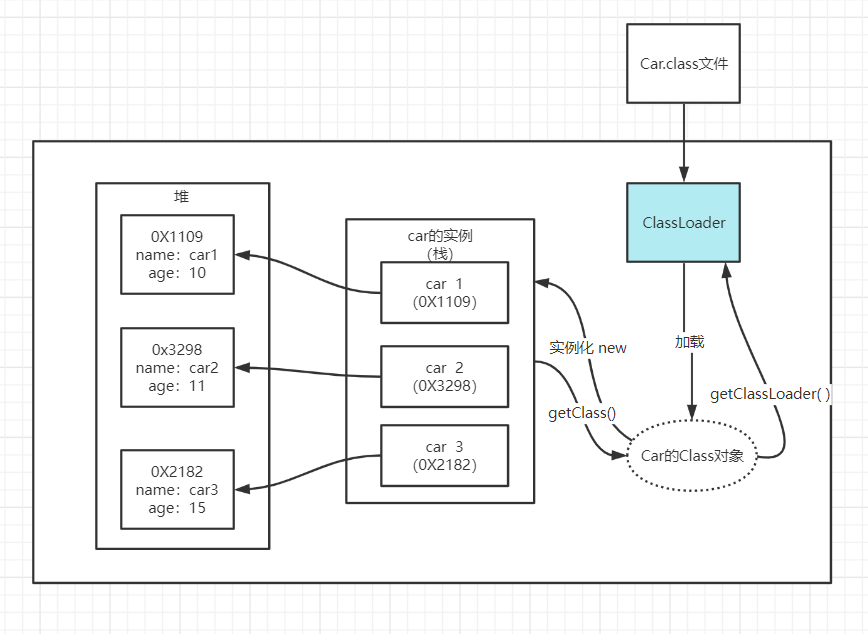 Car.class文件
堆
0X1109
name：car1
age：10
0x3298
name：car2
age：11
0X2182
name：car3
age：15
car的实例
（栈）
car 1
（0X1109）
car 2
（0X3298）
car 3
（0X2182）
ClassLoader
实例化 new
getClass()
加载
getClassLoader( )
Car的Class对象